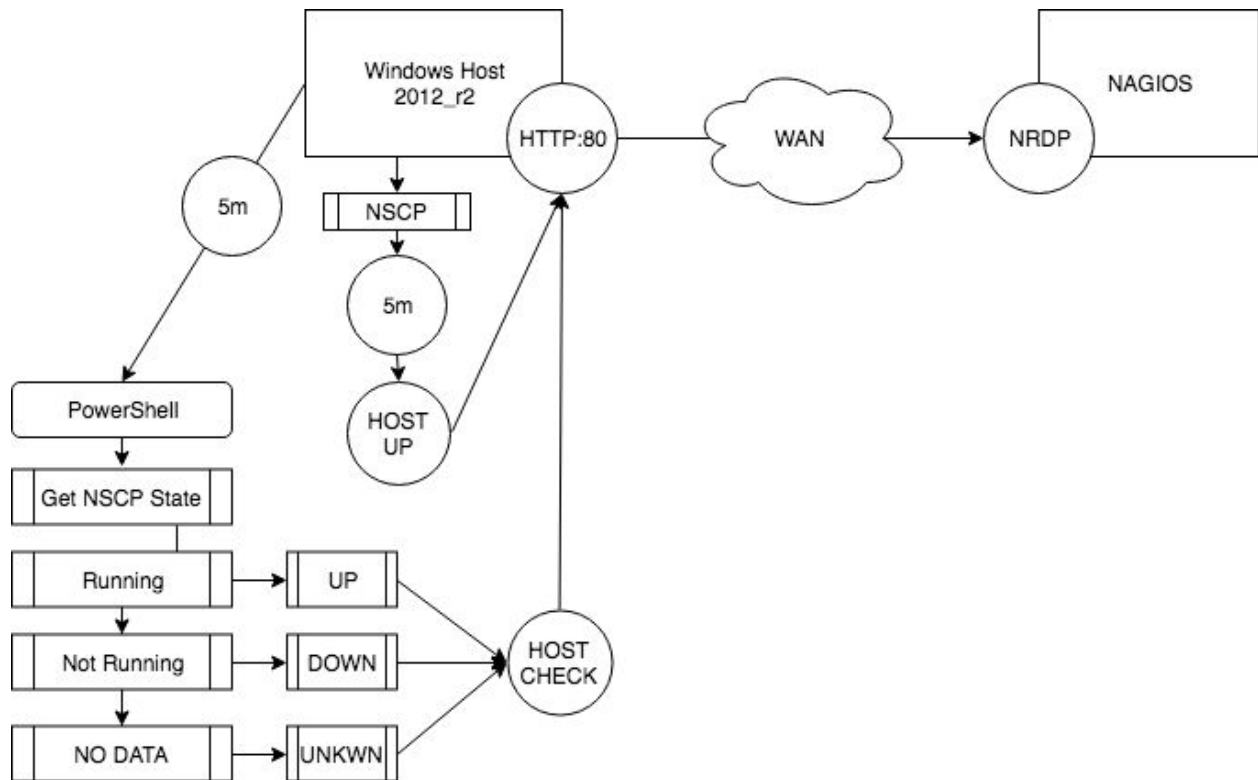 Windows Host
2012_r2
HTTP:80
WAN
NRDP
NAGIOS
5m
NSCP
5m
HOST
UP
PowerShell
Get NSCP State
Running
UP
Not Running
DOWN
HOST
CHECK
NO DATA
UNKWN